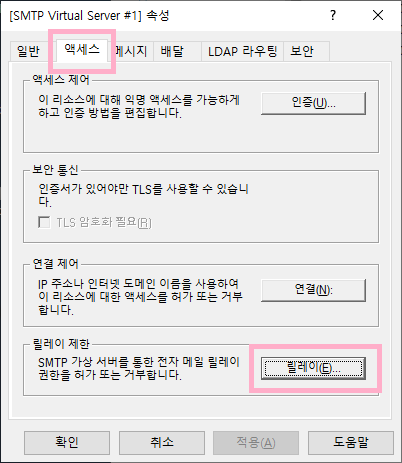 [SMTP Virtual Server #1] 속성
일반 액세스 메시지 배달 LDAP 라우팅 보안
액세스 제어
이 리소스에 대해 익명 액세스를 가능하게
하고 인증 방법을 편집합니다.
인증(U)...
보안 통신
인증서가 있어야만 TLS를 사용할 수 있습니
다.
TLS 암호화 필요(R)
연결 제어
IP 주소나 인터넷 도메인 이름을 사용하여
이 리소스에 대한 액세스를 허가 또는 거부
합니다.
연결(N):
릴레이 제한
SMTP 가상 서버를 통한 전자 메일 릴레이
권한을 허가 또는 거부합니다.
릴레이(E)...
확인 취소 적용(A) 도움말